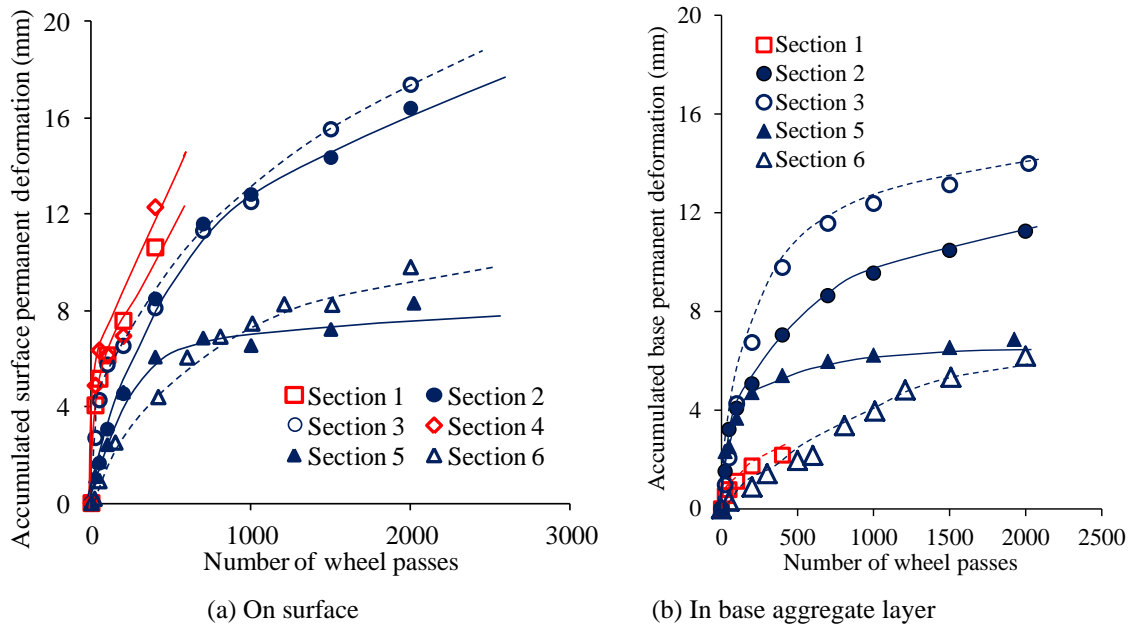 Accumulated surface permanent deformation (mm)
20
16
12
8
4
0
Section 1
Section 2
Section 3
Section 4
Section 5
Section 6
0
1000
2000
3000
Number of wheel passes
(a) On surface
Accumulated base permanent deformation (mm)
20
16
12
8
4
0
Section 1
Section 2
Section 3
Section 5
Section 6
0
500
1000
1500
2000
2500
Number of wheel passes
(b) In base aggregate layer